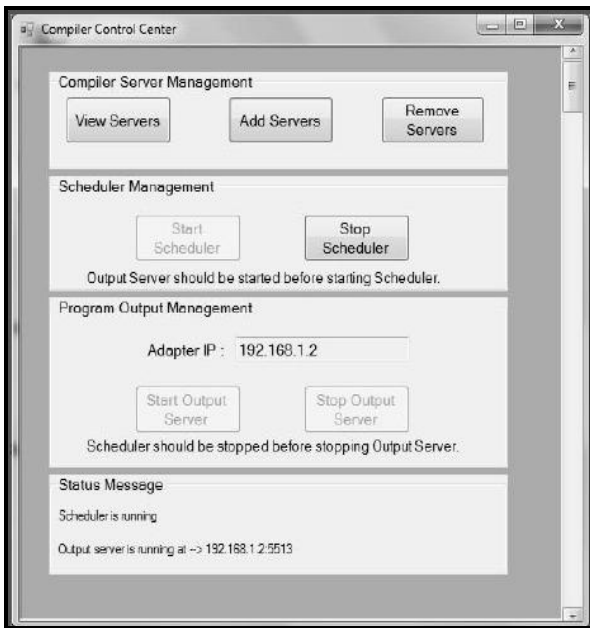 Compiler Control Center
Compiler Server Management
View Servers
Add Servers
Remove
Servers
Scheduler Management
Start
Scheduler
Stop
Scheduler
Output Server should be started before starting Scheduler.
Program Output Management
Adapter IP : 192.168.1.2
Start Output
Server
Stop Output
Server
Scheduler should be stopped before stopping Output Server.
Status Message
Scheduler is running
Output server is running at --> 192.168.1.2:5513